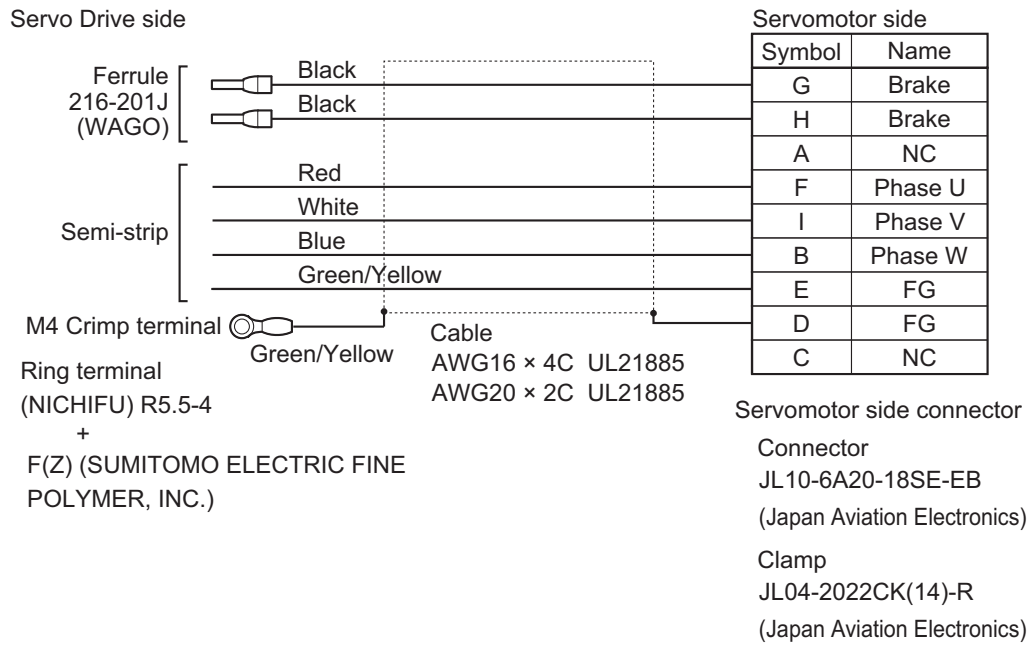 Servo Drive side
Servomotor side
Symbol Name
Ferrule
216-201J
(WAGO)
Black
G Brake
Black
H Brake
A NC
Semi-strip
Red
F Phase U
White
I Phase V
Blue
B Phase W
Green/Yellow
E FG
M4 Crimp terminal
Green/Yellow
D FG
C NC
Cable
AWG16 × 4C UL21885
AWG20 × 2C UL21885
Ring terminal
(NICHIFU) R5.5-4
+
F(Z) (SUMITOMO ELECTRIC FINE
POLYMER, INC.)
Servomotor side connector
Connector
JL10-6A20-18SE-EB
(Japan Aviation Electronics)
Clamp
JL04-2022CK(14)-R
(Japan Aviation Electronics)